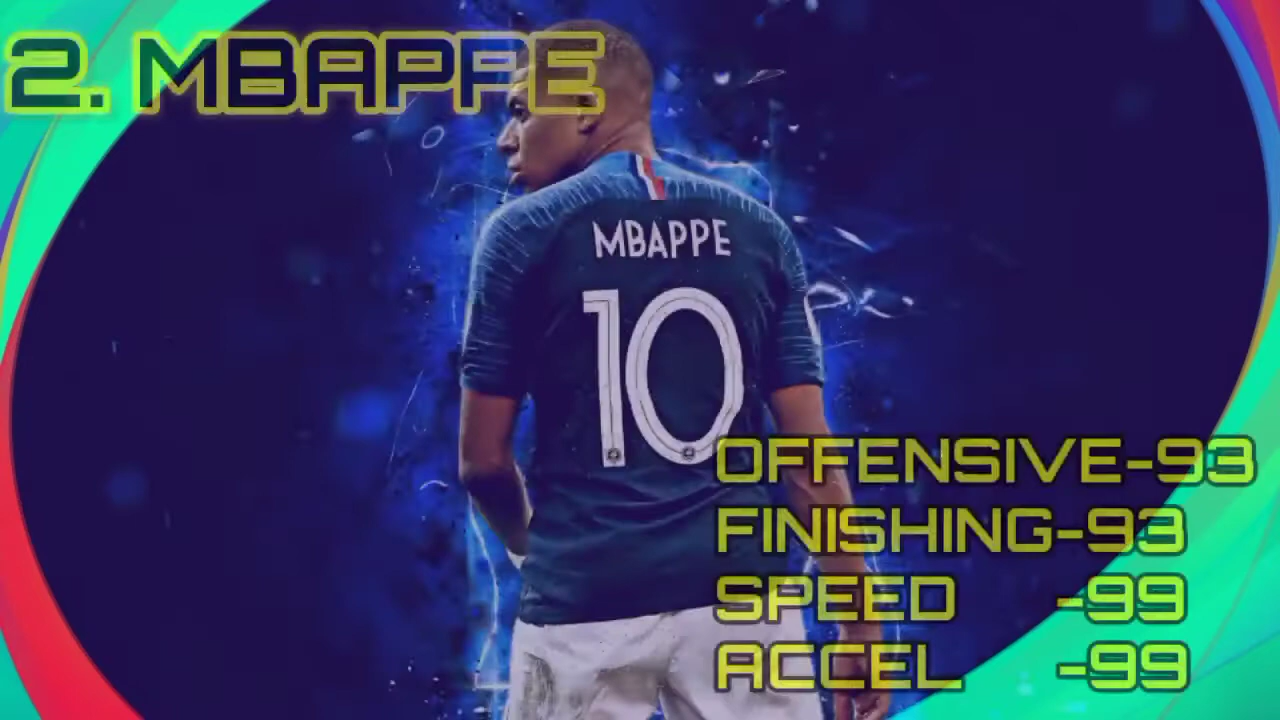 2. MBAPPE
MBAPPE
10
OFFENSIVE-93
FINISHING-93
SPEED -99
ACCEL -99